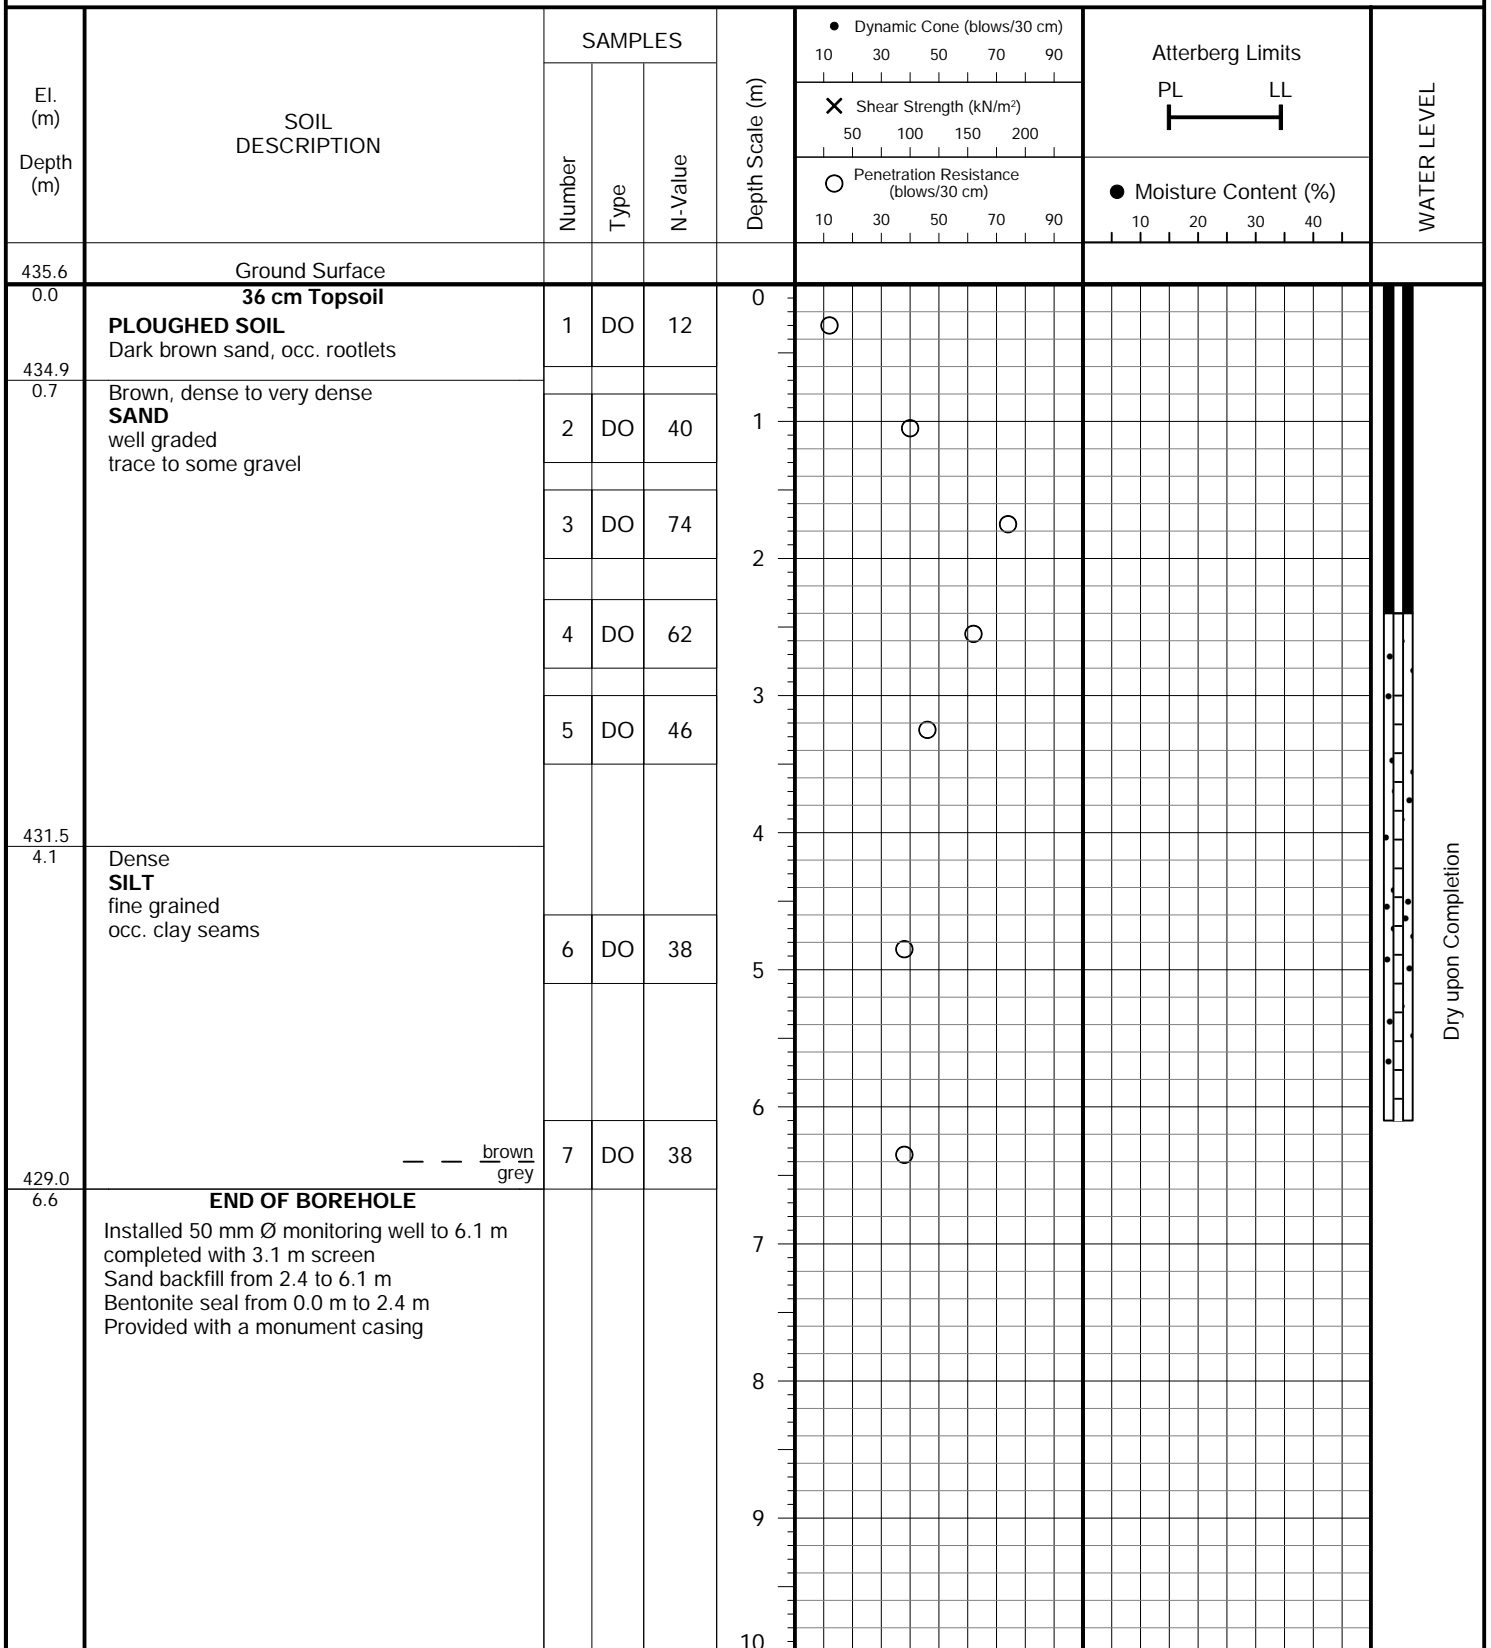 El.
(m)
Depth
(m)
SOIL
DESCRIPTION
SAMPLES
Number
Type
N-Value
Depth Scale (m)
Dynamic Cone (blows/30 cm)
10 30 50 70 90
Shear Strength (kN/m²)
50 100 150 200
Penetration Resistance
(blows/30 cm)
10 30 50 70 90
Atterberg Limits
PL LL
Moisture Content (%)
10 20 30 40
WATER LEVEL
435.6 Ground Surface
0.0 36 cm Topsoil 0
PLOUGHED SOIL 1 DO 12
Dark brown sand, occ. rootlets
434.9
0.7 Brown, dense to very dense
SAND 1
well graded 2 DO 40
trace to some gravel
3 DO 74
2
4 DO 62
3
5 DO 46
431.5 4
4.1 Dense
SILT
fine grained
occ. clay seams
6 DO 38
5
Dry upon Completion
6
brown 7 DO 38
grey
429.0
6.6 END OF BOREHOLE
Installed 50 mm Ø monitoring well to 6.1 m
completed with 3.1 m screen 7
Sand backfill from 2.4 to 6.1 m
Bentonite seal from 0.0 m to 2.4 m
Provided with a monument casing
8
9
10